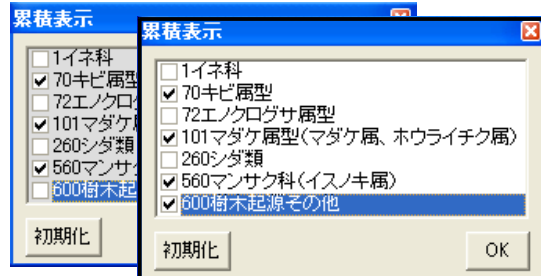 累積表示
1イネ科
70キビ属型
72エノクロ
101マダケ
260シダ類
560マンサ
600樹木起
初期化
累積表示
1イネ科
70キビ属型
72エノクログサ属型
101マダケ属型(マダケ属、ホウライチク属)
260シダ類
560マンサク科(イスノキ属)
600樹木起源その他
初期化
OK